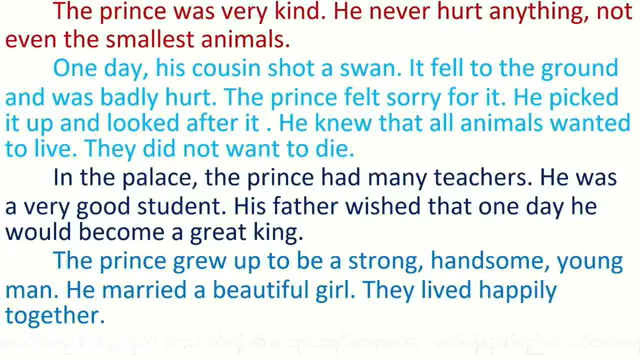 The prince was very kind. He never hurt anything, not
even the smallest animals.
One day, his cousin shot a swan. It fell to the ground
and was badly hurt. The prince felt sorry for it. He picked
it up and looked after it . He knew that all animals wanted
to live. They did not want to die.
In the palace, the prince had many teachers. He was
a very good student. His father wished that one day he
would become a great king.
The prince grew up to be a strong, handsome, young
man. He married a beautiful girl. They lived happily
together.